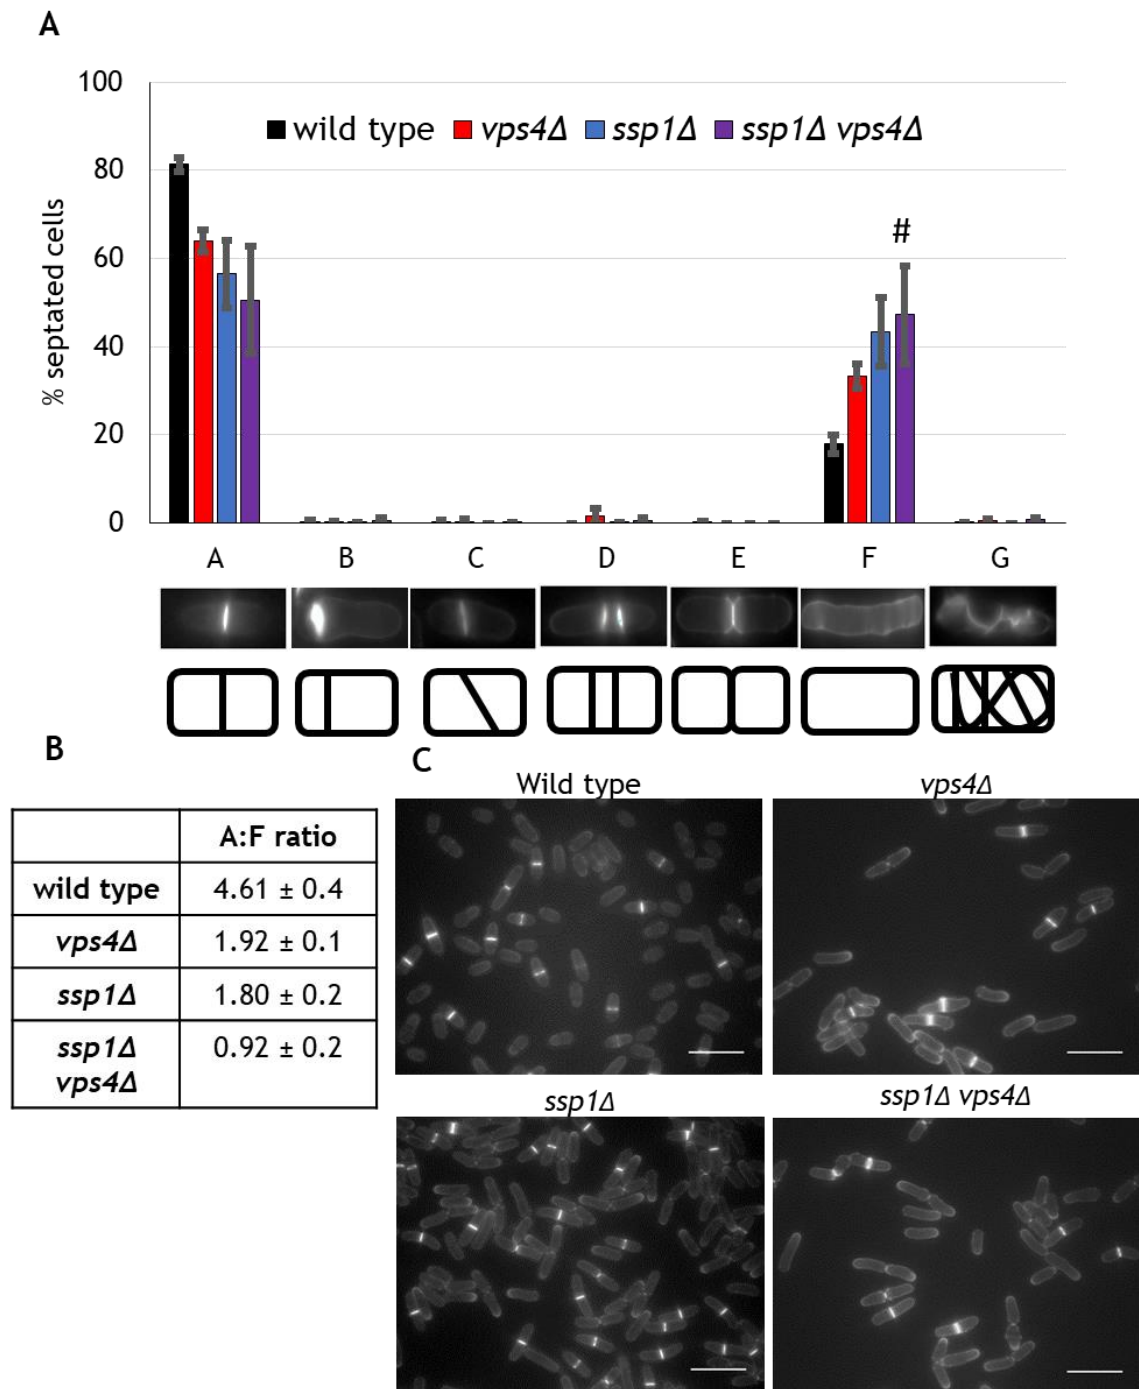 A
100
80
60
40
20
0
% septated cells
wild type vps4Δ ssp1Δ ssp1Δ vps4Δ
#
A B C D E F G
B
A:F ratio
wild type 4.61 ± 0.4
vps4Δ 1.92 ± 0.1
ssp1Δ 1.80 ± 0.2
ssp1Δ 0.92 ± 0.2
vps4Δ
C
Wild type vps4Δ
ssp1Δ ssp1Δ vps4Δ